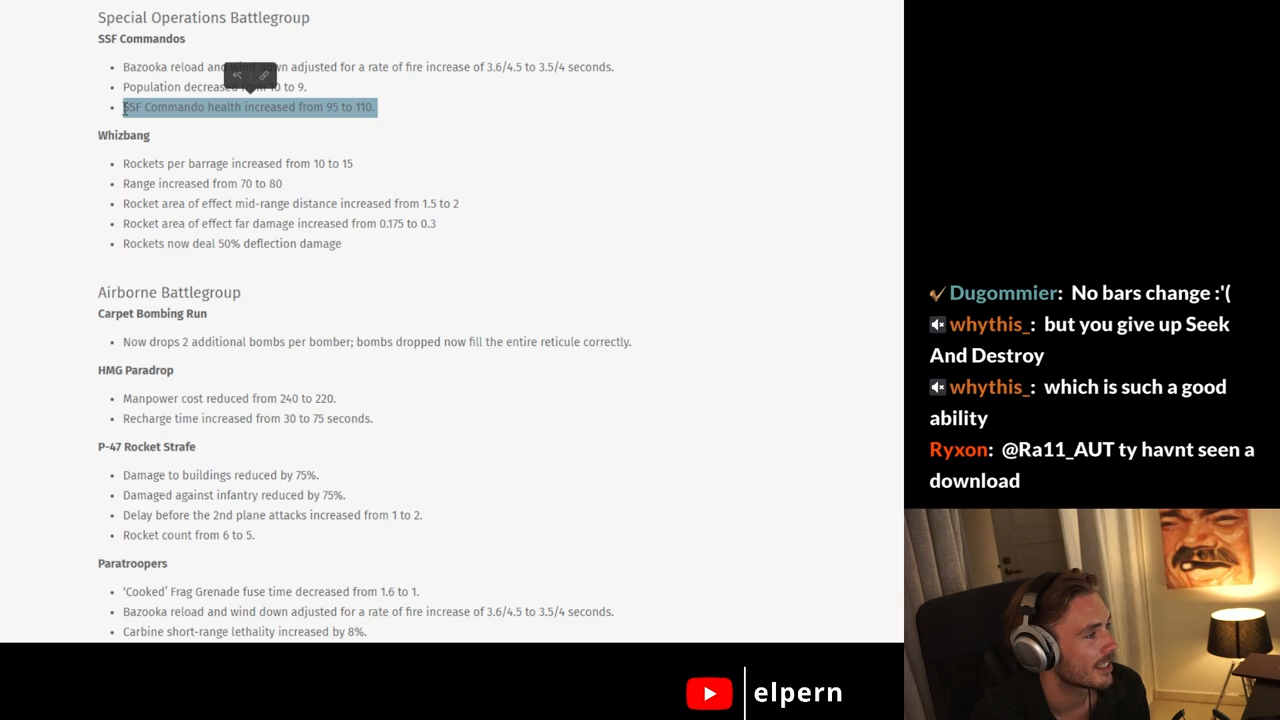 Special Operations Battlegroup
SSF Commandos
Bazooka reload and wind down adjusted for a rate of fire increase of 3.6/4.5 to 3.5/4 seconds.
Population decreased from 10 to 9.
SSF Commando health increased from 95 to 110.
Whizbang
Rockets per barrage increased from 10 to 15
Range increased from 70 to 80
Rocket area of effect mid-range distance increased from 1.5 to 2
Rocket area of effect far damage increased from 0.175 to 0.3
Rockets now deal 50% deflection damage
Airborne Battlegroup
Carpet Bombing Run
Now drops 2 additional bombs per bomber; bombs dropped now fill the entire reticule correctly.
HMG Paradrop
Manpower cost reduced from 240 to 220.
Recharge time increased from 30 to 75 seconds.
P-47 Rocket Strafe
Damage to buildings reduced by 75%.
Damaged against infantry reduced by 75%.
Delay before the 2nd plane attacks increased from 1 to 2.
Rocket count from 6 to 5.
Paratroopers
‘Cooked’ Frag Grenade fuse time decreased from 1.6 to 1.
Bazooka reload and wind down adjusted for a rate of fire increase of 3.6/4.5 to 3.5/4 seconds.
Carbine short-range lethality increased by 8%.
Dugommier: No bars change :'(
whythis_: but you give up Seek
And Destroy
whythis_: which is such a good
ability
Ryxon: @Ra11_AUT ty havnt seen a
download
elpern